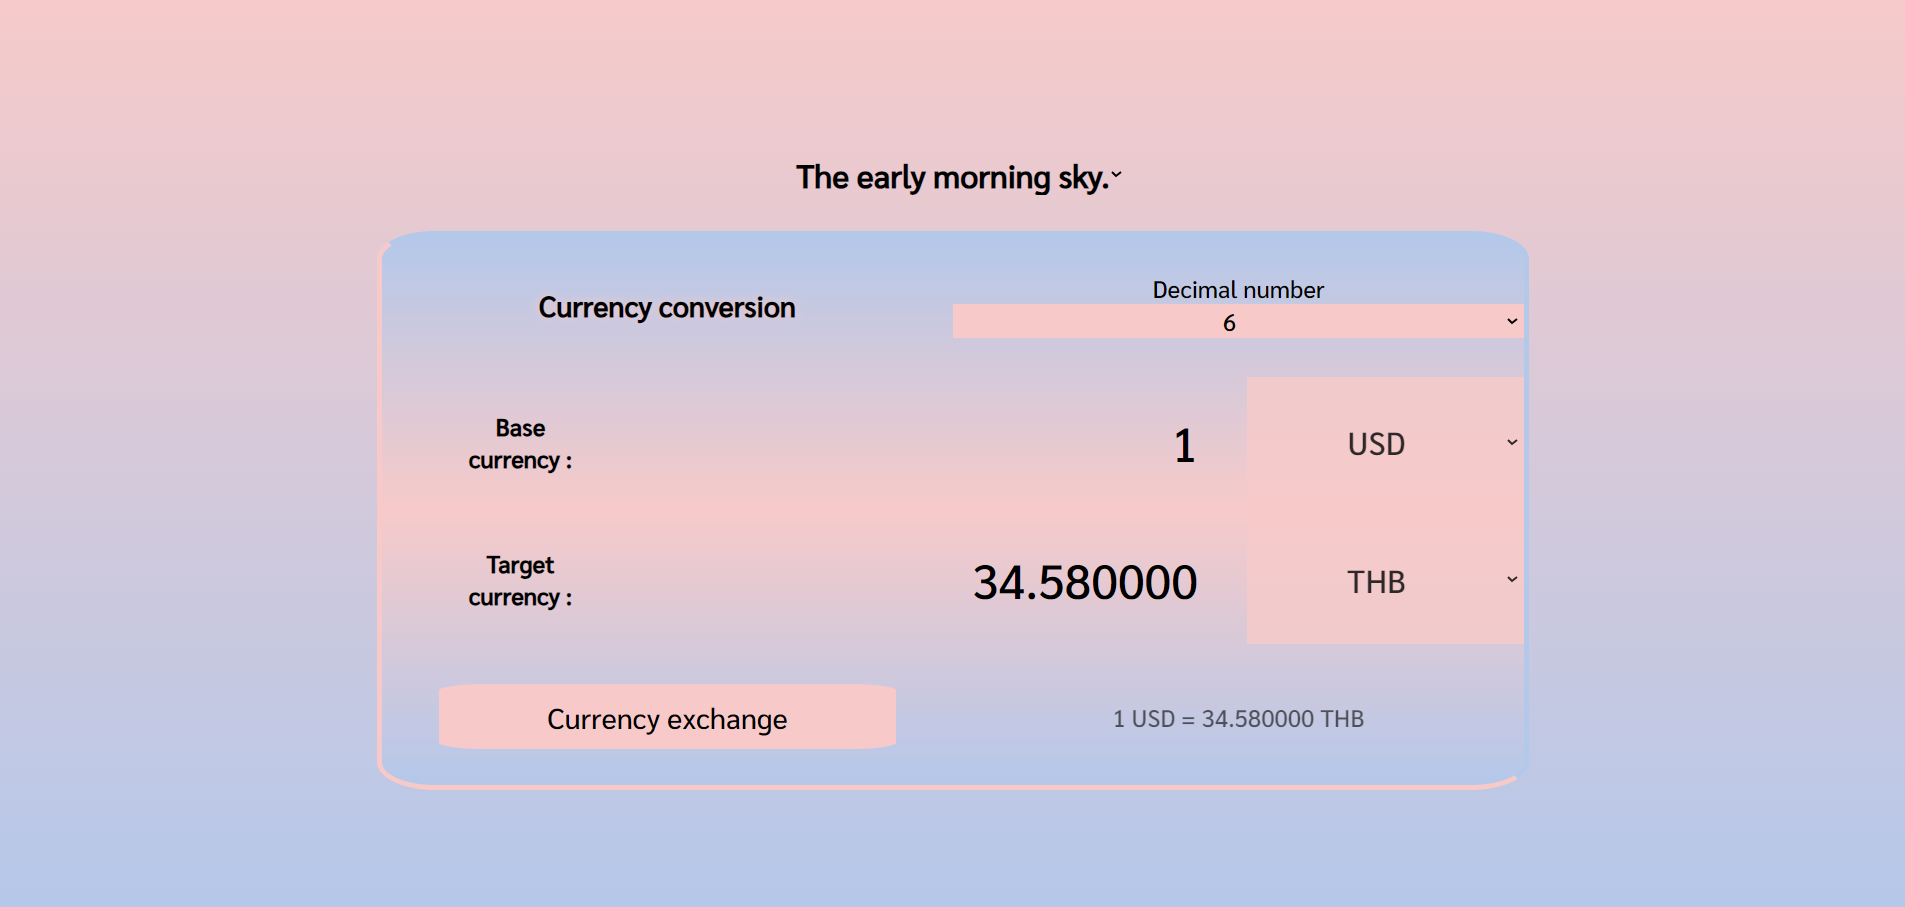 The early morning sky.
Currency conversion
Decimal number
6
Base
currency :
1
USD
Target
currency :
34.580000
THB
Currency exchange
1 USD = 34.580000 THB